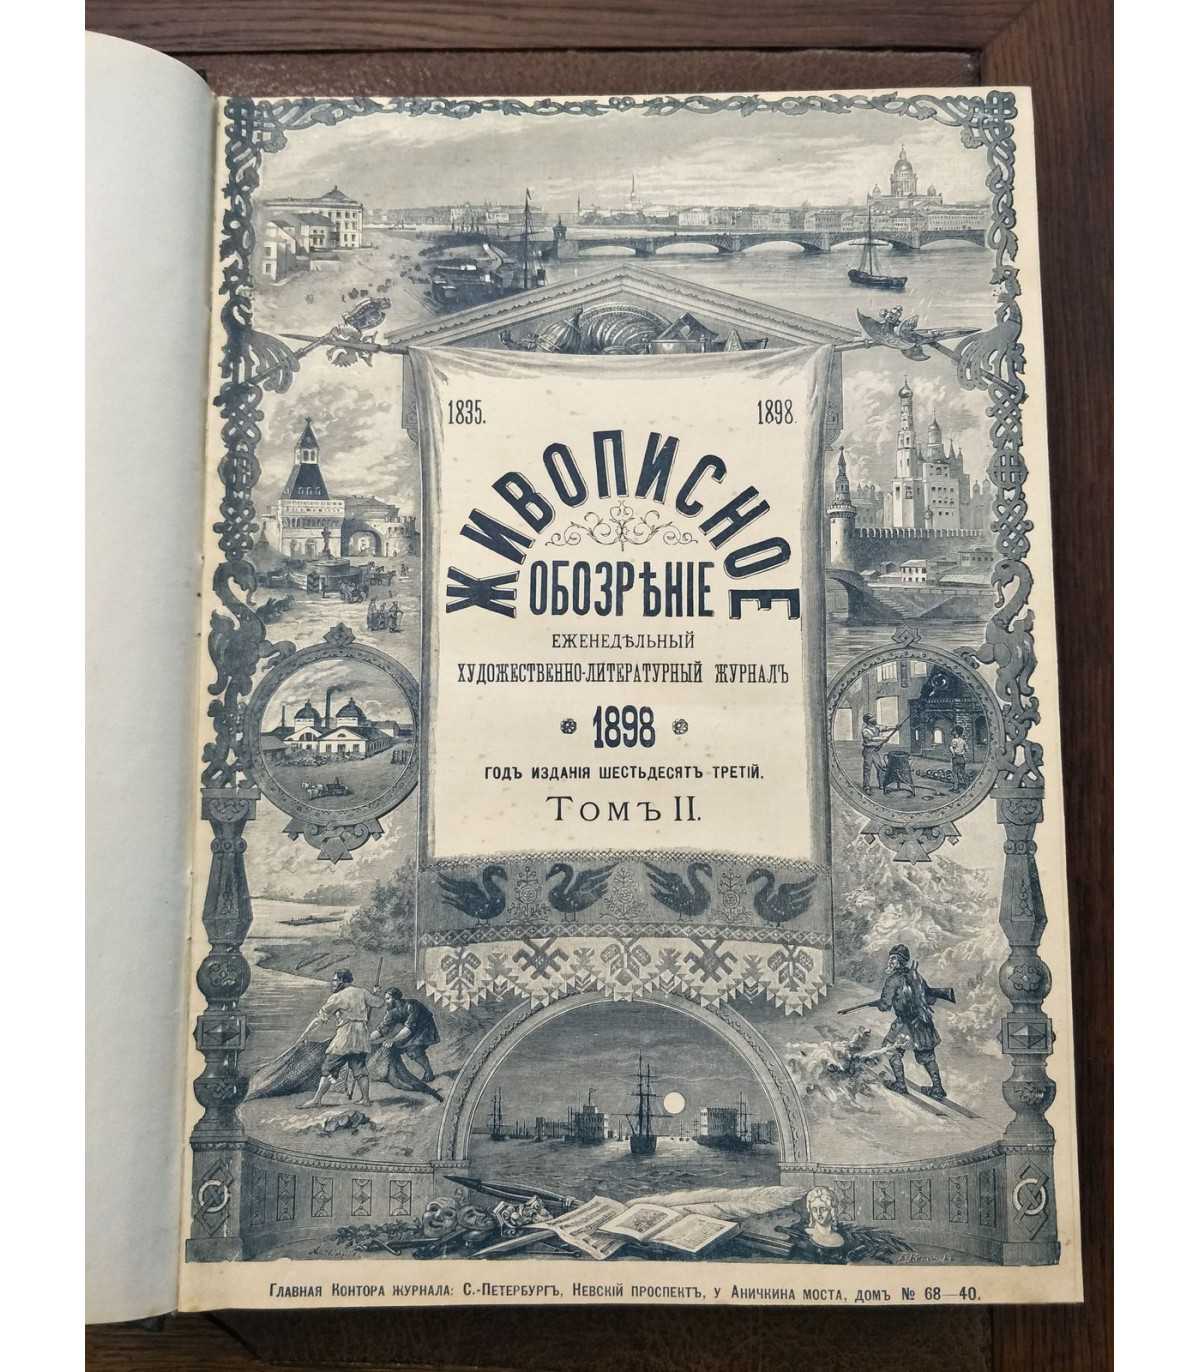 1835. 1898.
ЖИВОПИСНОЕ
ОБОЗРѢНІЕ
ЕЖЕНЕДѢЛЬНЫЙ
ХУДОЖЕСТВЕННО-ЛИТЕРАТУРНЫЙ ЖУРНАЛЪ
1898
ГОДЪ ИЗДАНІЯ ШЕСТЬДЕСЯТЪ ТРЕТІЙ.
ТОМЪ II.
ГЛАВНАЯ КОНТОРА ЖУРНАЛА: С.-ПЕТЕРБУРГЪ, НЕВСКІЙ ПРОСПЕКТЪ, У АНИЧКИНА МОСТА, ДОМЪ № 68—40.